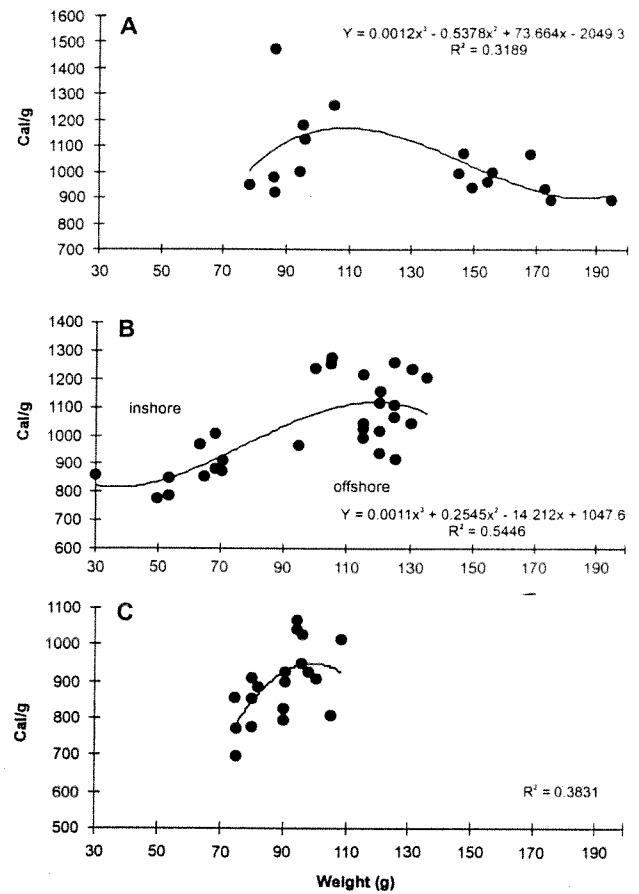 A
Y = 0.0012x³ - 0.5378x² + 73.664x - 2049.3
R² = 0.3189
Cal/g
1600
1500
1400
1300
1200
1100
1000
900
800
700
30 50 70 90 110 130 150 170 190
B
Cal/g
1400
1300
1200
1100
1000
900
800
700
600
inshore
offshore
Y = 0.0011x³ + 0.2545x² - 14.212x + 1047.6
R² = 0.5446
30 50 70 90 110 130 150 170 190
C
Cal/g
1100
1000
900
800
700
600
500
R² = 0.3831
30 50 70 90 110 130 150 170 190
Weight (g)